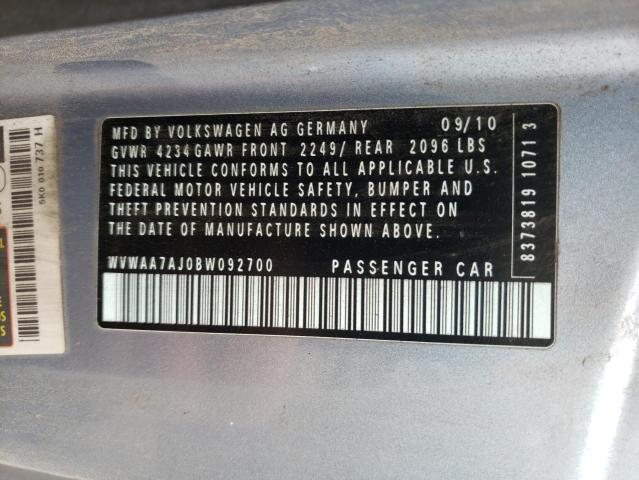 MFD BY VOLKSWAGEN AG GERMANY 09/10
GVWR 4234 GAWR FRONT 2249/ REAR 2096 LBS
THIS VEHICLE CONFORMS TO ALL APPLICABLE U.S.
FEDERAL MOTOR VEHICLE SAFETY, BUMPER AND
THEFT PREVENTION STANDARDS IN EFFECT ON
THE DATE OF MANUFACTURE SHOWN ABOVE.
WVWAA7AJ0BW092700 PASSENGER CAR
8373819 1071 3
5K0 010 737 H